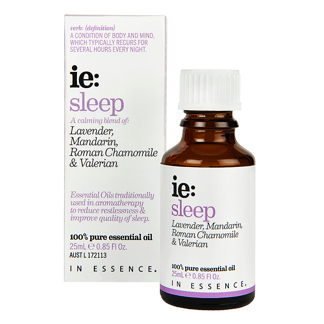 verb: (definition)
A CONDITION OF BODY AND MIND,
WHICH TYPICALLY RECURS FOR
SEVERAL HOURS EVERY NIGHT.
ie:
sleep
A calming blend of:
Lavender,
Mandarin,
Roman Chamomile
& Valerian
Essential Oils traditionally
used in aromatherapy
to reduce restlessness &
improve quality of sleep.
100% pure essential oil
25mL ℮ 0.85 Fl.Oz.
AUST L 172113
IN ESSENCE.
ie:
sleep
Lavender, Mandarin,
Roman Chamomile
& Valerian
100% pure essential oil
25mL ℮ 0.85 Fl. Oz.
IN ESSENCE.